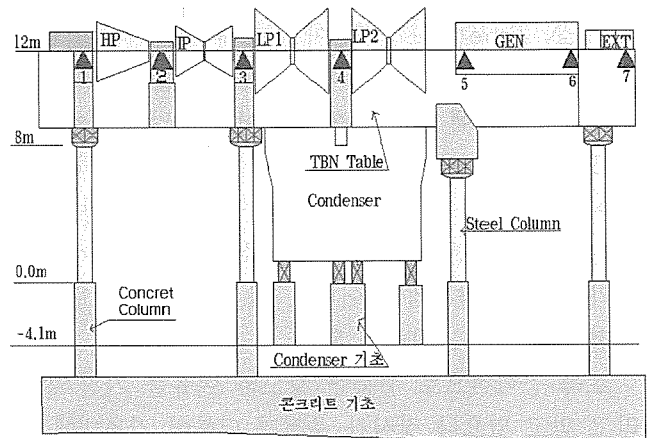 HP
IP
LP1
LP2
GEN
EXT
12m
1
2
3
4
5
6
7
8m
TBN Table
Condenser
Steel Column
0.0m
Concret
Column
-4.1m
Condenser 기초
콘크리트 기초